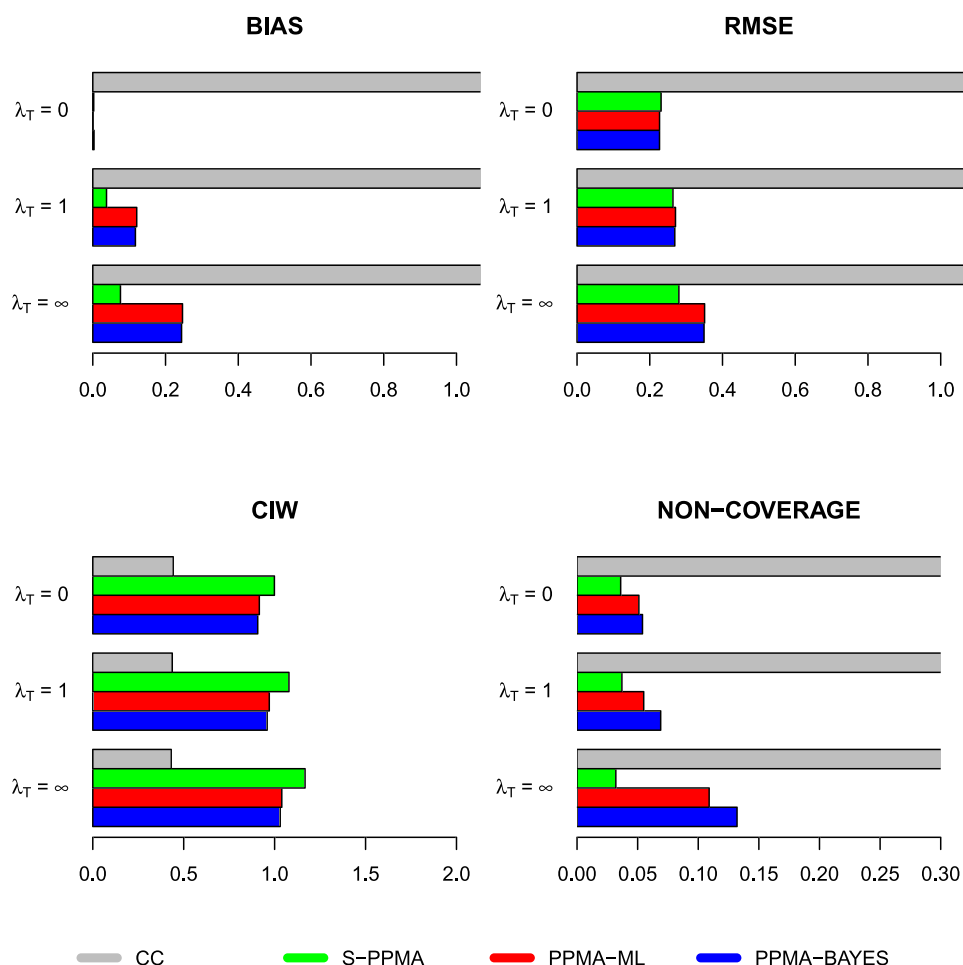 BIAS
λT = 0
λT = 1
λT = ∞
0.0 0.2 0.4 0.6 0.8 1.0
RMSE
λT = 0
λT = 1
λT = ∞
0.0 0.2 0.4 0.6 0.8 1.0
CIW
λT = 0
λT = 1
λT = ∞
0.0 0.5 1.0 1.5 2.0
NON−COVERAGE
λT = 0
λT = 1
λT = ∞
0.00 0.05 0.10 0.15 0.20 0.25 0.30
CC S−PPMA PPMA−ML PPMA−BAYES